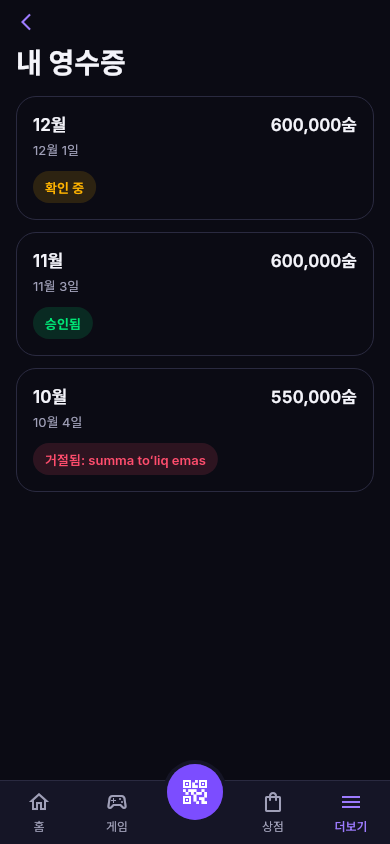 내 영수증
12월
600,000숨
12월 1일
확인 중
11월
600,000숨
11월 3일
승인됨
10월
550,000숨
10월 4일
거절됨: summa to'liq emas
홈
게임
상점
더보기